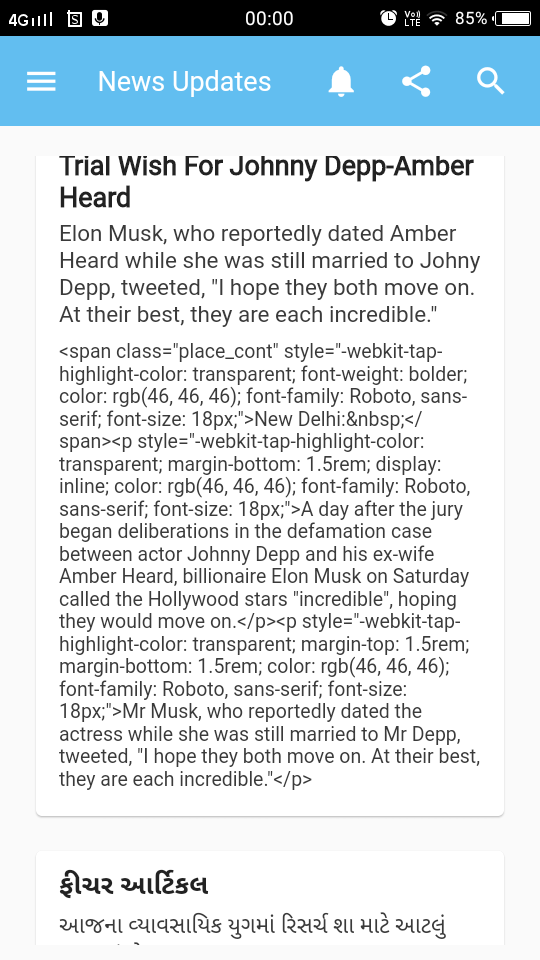 4G
00:00
Vo)
LTE
85%
News Updates
Trial Wish For Johnny Depp-Amber
Heard
Elon Musk, who reportedly dated Amber
Heard while she was still married to Johny
Depp, tweeted, "I hope they both move on.
At their best, they are each incredible."
<span class="place_cont" style="-webkit-tap-
highlight-color: transparent; font-weight: bolder;
color: rgb(46, 46, 46); font-family: Roboto, sans-
serif; font-size: 18px;">New Delhi:&nbsp;</
span><p style="-webkit-tap-highlight-color:
transparent; margin-bottom: 1.5rem; display:
inline; color: rgb(46, 46, 46); font-family: Roboto,
sans-serif; font-size: 18px;">A day after the jury
began deliberations in the defamation case
between actor Johnny Depp and his ex-wife
Amber Heard, billionaire Elon Musk on Saturday
called the Hollywood stars "incredible", hoping
they would move on.</p><p style="-webkit-tap-
highlight-color: transparent; margin-top: 1.5rem;
margin-bottom: 1.5rem; color: rgb(46, 46, 46);
font-family: Roboto, sans-serif; font-size:
18px;">Mr Musk, who reportedly dated the
actress while she was still married to Mr Depp,
tweeted, "I hope they both move on. At their best,
they are each incredible."</p>
ફીચર આર્ટિકલ
આજના વ્યાવસાયિક યુગમાં રિસર્ચ શા માટે આટલું